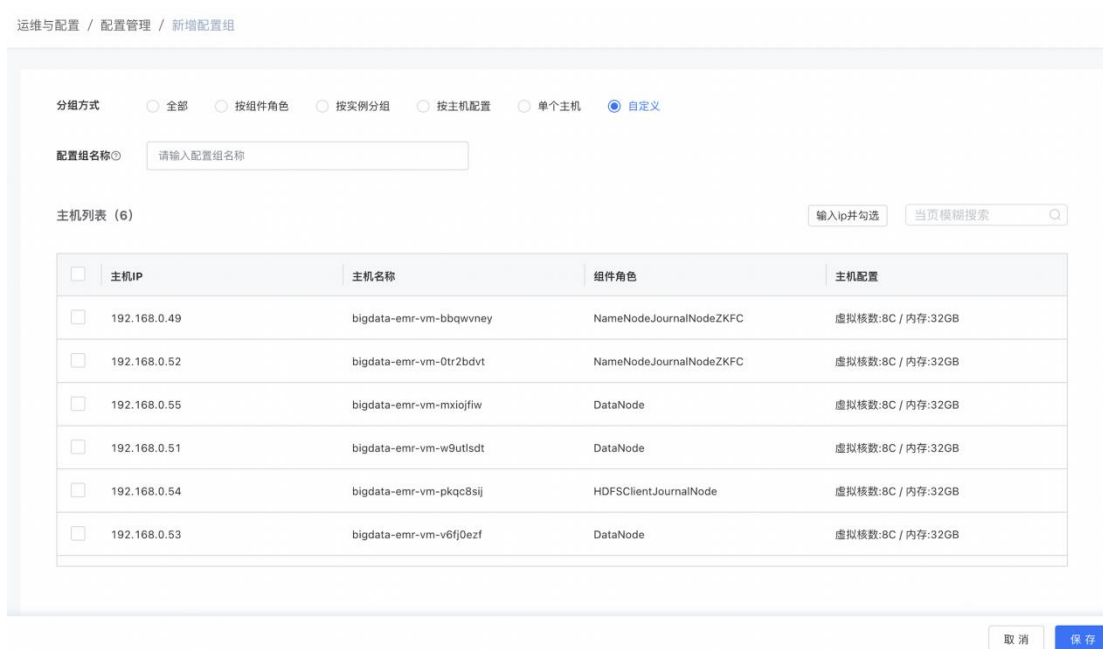 运维与配置 / 配置管理 / 新增配置组
分组方式 全部 按组件角色 按实例分组 按主机配置 单个主机 自定义
配置组名称 请输入配置组名称
主机列表（6） 输入ip并勾选 当页模糊搜索
主机IP 主机名称 组件角色 主机配置
192.168.0.49 bigdata-emr-vm-bbqwvney NameNodeJournalNodeZKFC 虚拟核数:8C / 内存:32GB
192.168.0.52 bigdata-emr-vm-0tr2bdvt NameNodeJournalNodeZKFC 虚拟核数:8C / 内存:32GB
192.168.0.55 bigdata-emr-vm-mxiojfiw DataNode 虚拟核数:8C / 内存:32GB
192.168.0.51 bigdata-emr-vm-w9utlsdt DataNode 虚拟核数:8C / 内存:32GB
192.168.0.54 bigdata-emr-vm-pkqc8sij HDFSClientJournalNode 虚拟核数:8C / 内存:32GB
192.168.0.53 bigdata-emr-vm-v6fj0ezf DataNode 虚拟核数:8C / 内存:32GB
取消 保存